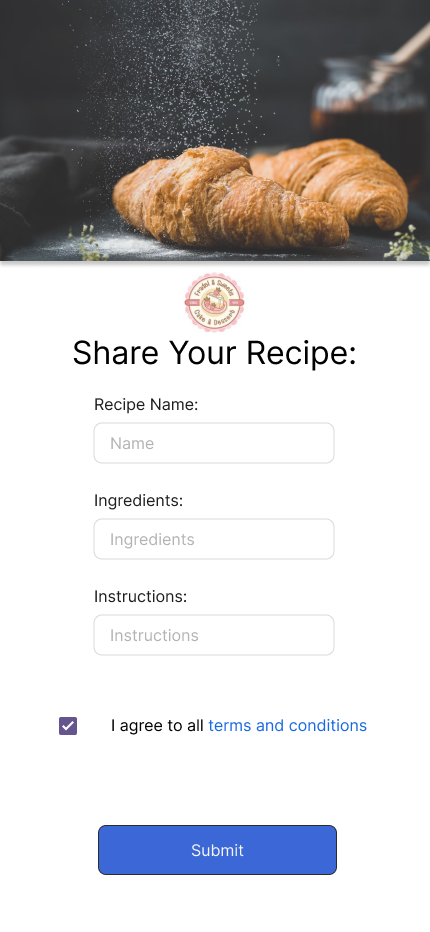 Frudel & Sweets
Cake & Desserts
Share Your Recipe:
Recipe Name:
Name
Ingredients:
Ingredients
Instructions:
Instructions
I agree to all terms and conditions
Submit